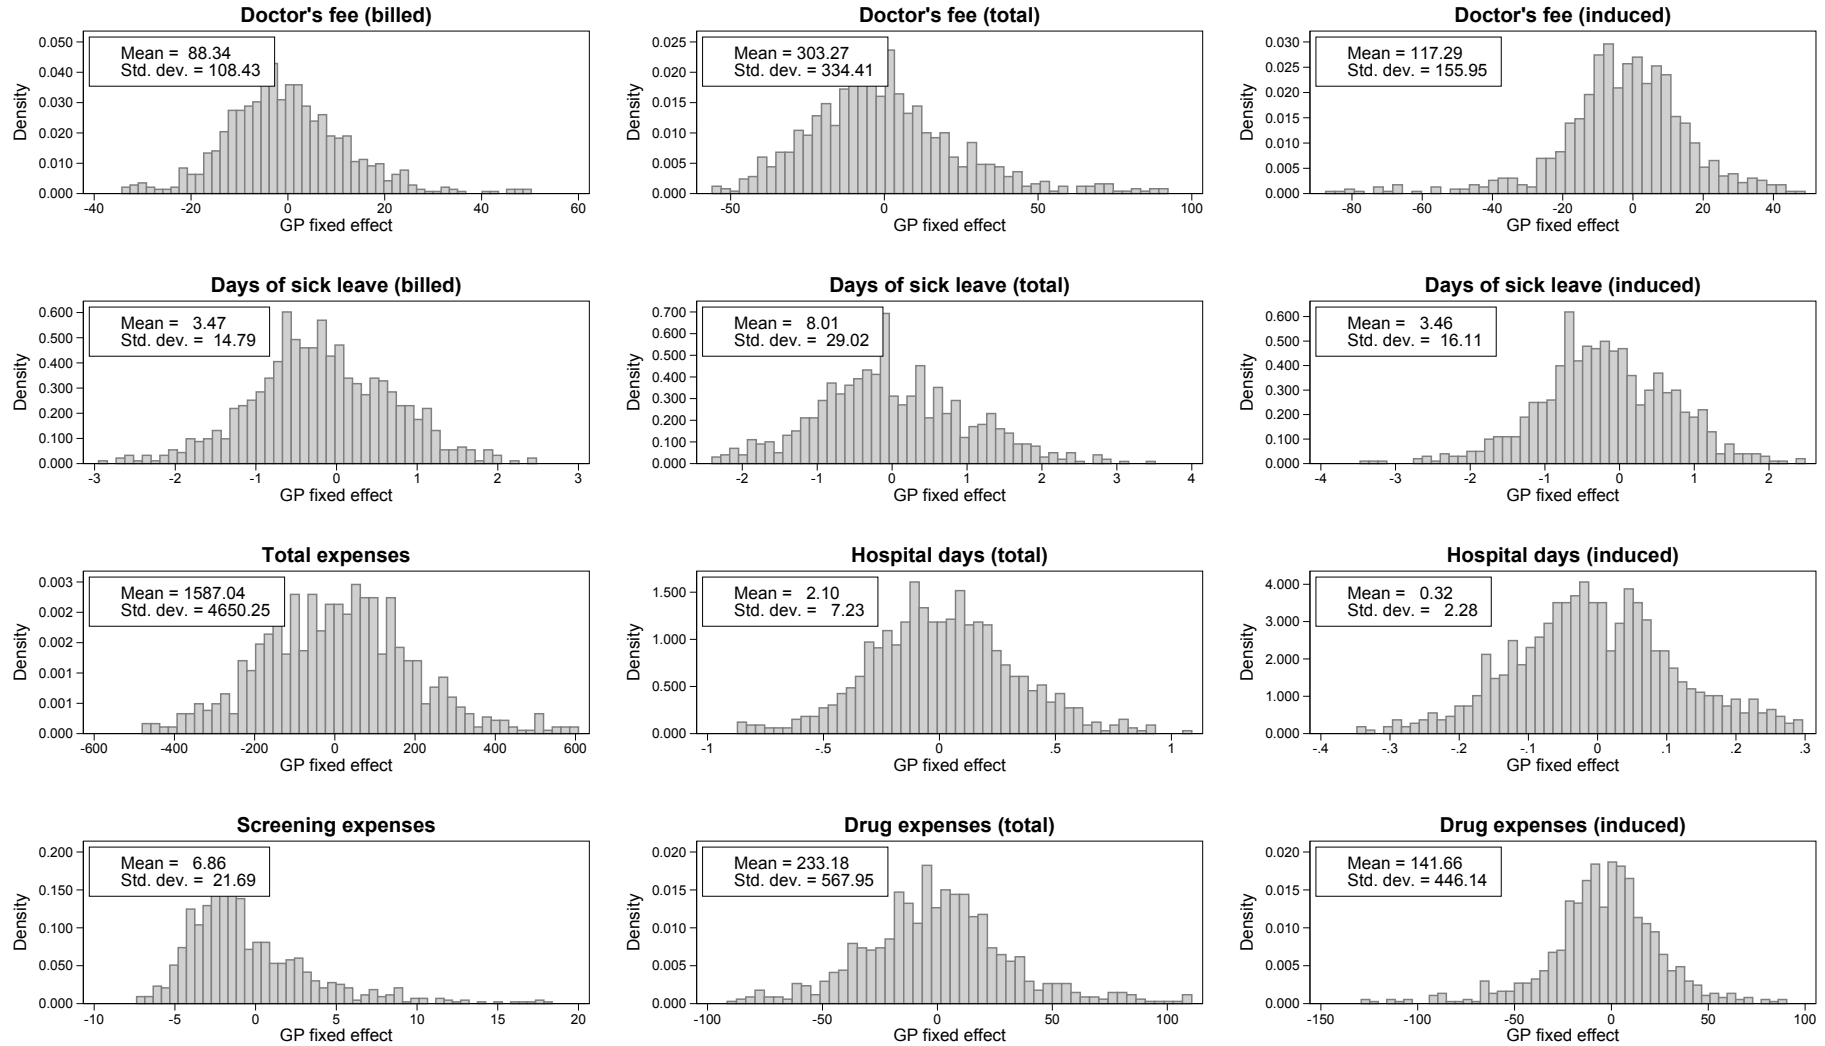 Doctor's fee (billed)
Mean = 88.34
Std. dev. = 108.43
Density
0.050
0.040
0.030
0.020
0.010
0.000
-40 -20 0 20 40 60
GP fixed effect
Doctor's fee (total)
Mean = 303.27
Std. dev. = 334.41
Density
0.025
0.020
0.015
0.010
0.005
0.000
-50 0 50 100
GP fixed effect
Doctor's fee (induced)
Mean = 117.29
Std. dev. = 155.95
Density
0.030
0.025
0.020
0.015
0.010
0.005
0.000
-80 -60 -40 -20 0 20 40
GP fixed effect
Days of sick leave (billed)
Mean = 3.47
Std. dev. = 14.79
Density
0.600
0.500
0.400
0.300
0.200
0.100
0.000
-3 -2 -1 0 1 2 3
GP fixed effect
Days of sick leave (total)
Mean = 8.01
Std. dev. = 29.02
Density
0.700
0.600
0.500
0.400
0.300
0.200
0.100
0.000
-2 -1 0 1 2 3 4
GP fixed effect
Days of sick leave (induced)
Mean = 3.46
Std. dev. = 16.11
Density
0.600
0.500
0.400
0.300
0.200
0.100
0.000
-4 -3 -2 -1 0 1 2
GP fixed effect
Total expenses
Mean = 1587.04
Std. dev. = 4650.25
Density
0.003
0.002
0.002
0.001
0.001
0.000
-600 -400 -200 0 200 400 600
GP fixed effect
Hospital days (total)
Mean = 2.10
Std. dev. = 7.23
Density
1.500
1.000
0.500
0.000
-1 -.5 0 .5 1
GP fixed effect
Hospital days (induced)
Mean = 0.32
Std. dev. = 2.28
Density
4.000
3.000
2.000
1.000
0.000
-.4 -.3 -.2 -.1 0 .1 .2 .3
GP fixed effect
Screening expenses
Mean = 6.86
Std. dev. = 21.69
Density
0.200
0.150
0.100
0.050
0.000
-10 -5 0 5 10 15 20
GP fixed effect
Drug expenses (total)
Mean = 233.18
Std. dev. = 567.95
Density
0.020
0.015
0.010
0.005
0.000
-100 -50 0 50 100
GP fixed effect
Drug expenses (induced)
Mean = 141.66
Std. dev. = 446.14
Density
0.020
0.015
0.010
0.005
0.000
-150 -100 -50 0 50 100
GP fixed effect